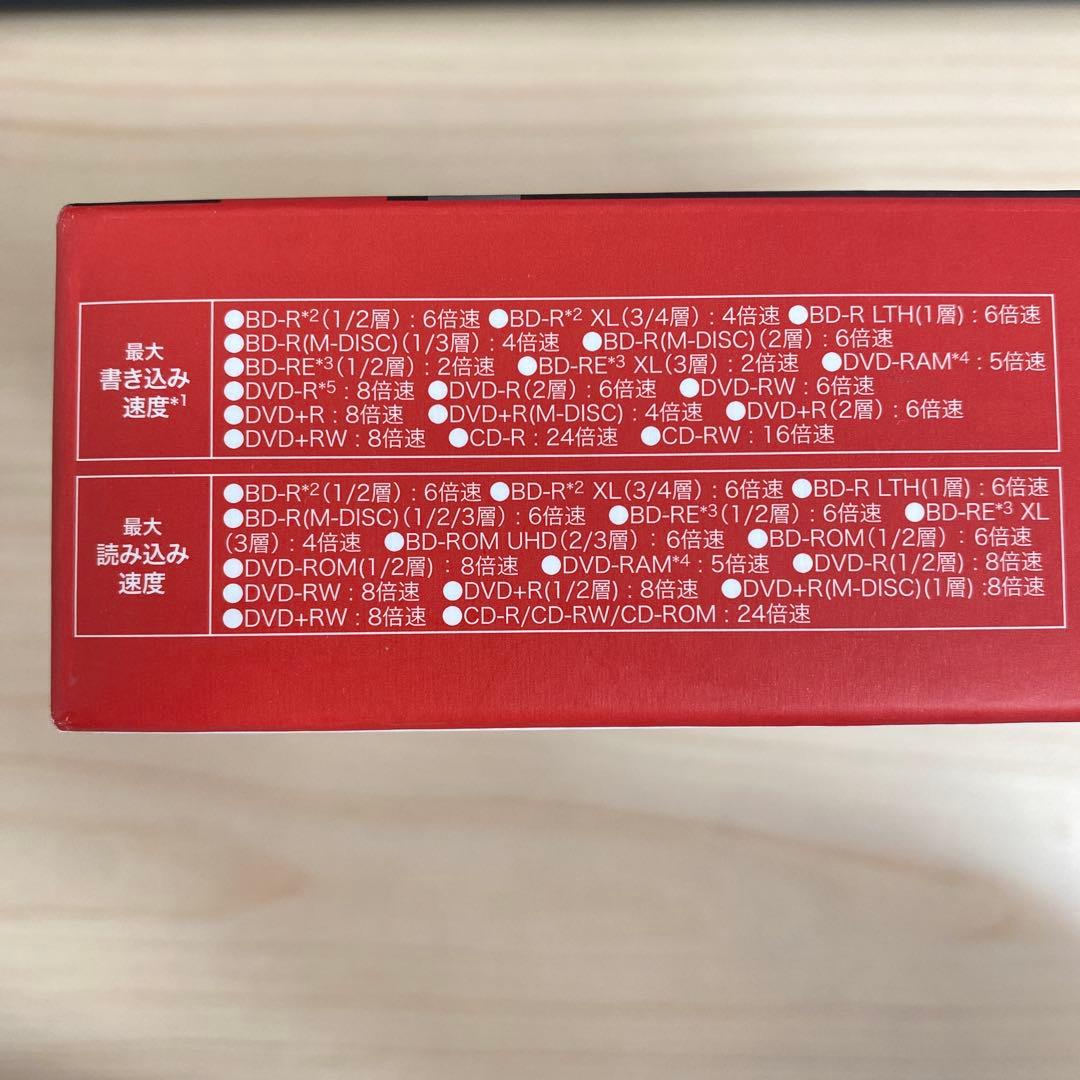 最大
書き込み
速度*1
●BD-R*2(1/2層) : 6倍速 ●BD-R*2 XL(3/4層) : 4倍速 ●BD-R LTH(1層) : 6倍速
●BD-R(M-DISC)(1/3層) : 4倍速 ●BD-R(M-DISC)(2層) : 6倍速
●BD-RE*3(1/2層) : 2倍速 ●BD-RE*3 XL(3層) : 2倍速 ●DVD-RAM*4 : 5倍速
●DVD-R*5 : 8倍速 ●DVD-R(2層) : 6倍速 ●DVD-RW : 6倍速
●DVD+R : 8倍速 ●DVD+R(M-DISC) : 4倍速 ●DVD+R(2層) : 6倍速
●DVD+RW : 8倍速 ●CD-R : 24倍速 ●CD-RW : 16倍速
最大
読み込み
速度
●BD-R*2(1/2層) : 6倍速 ●BD-R*2 XL(3/4層) : 6倍速 ●BD-R LTH(1層) : 6倍速
●BD-R(M-DISC)(1/2/3層) : 6倍速 ●BD-RE*3(1/2層) : 6倍速 ●BD-RE*3 XL
(3層) : 4倍速 ●BD-ROM UHD(2/3層) : 6倍速 ●BD-ROM(1/2層) : 6倍速
●DVD-ROM(1/2層) : 8倍速 ●DVD-RAM*4 : 5倍速 ●DVD-R(1/2層) : 8倍速
●DVD-RW : 8倍速 ●DVD+R(1/2層) : 8倍速 ●DVD+R(M-DISC)(1層) :8倍速
●DVD+RW : 8倍速 ●CD-R/CD-RW/CD-ROM : 24倍速